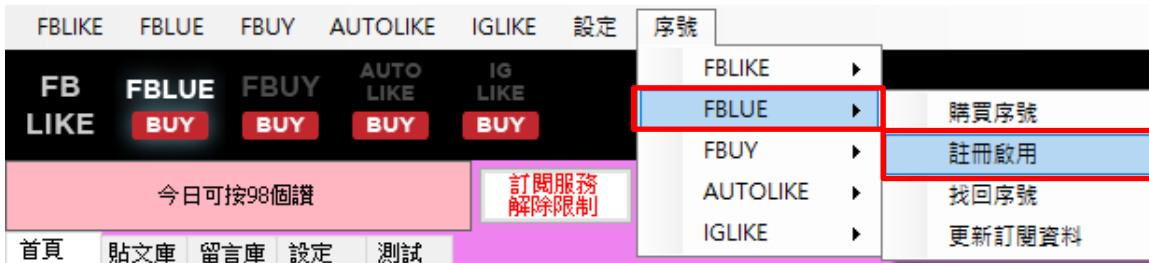 FBLIKE FBLUE FBUY AUTOLIKE IGLIKE 設定 序號
FB LIKE
FBLUE BUY
FBUY BUY
AUTO LIKE BUY
IG LIKE BUY
FBLIKE
FBLUE
FBUY
AUTOLIKE
IGLIKE
購買序號
註冊啟用
找回序號
更新訂閱資料
今日可按98個讚
訂閱服務
解除限制
首頁 貼文庫 留言庫 設定 測試